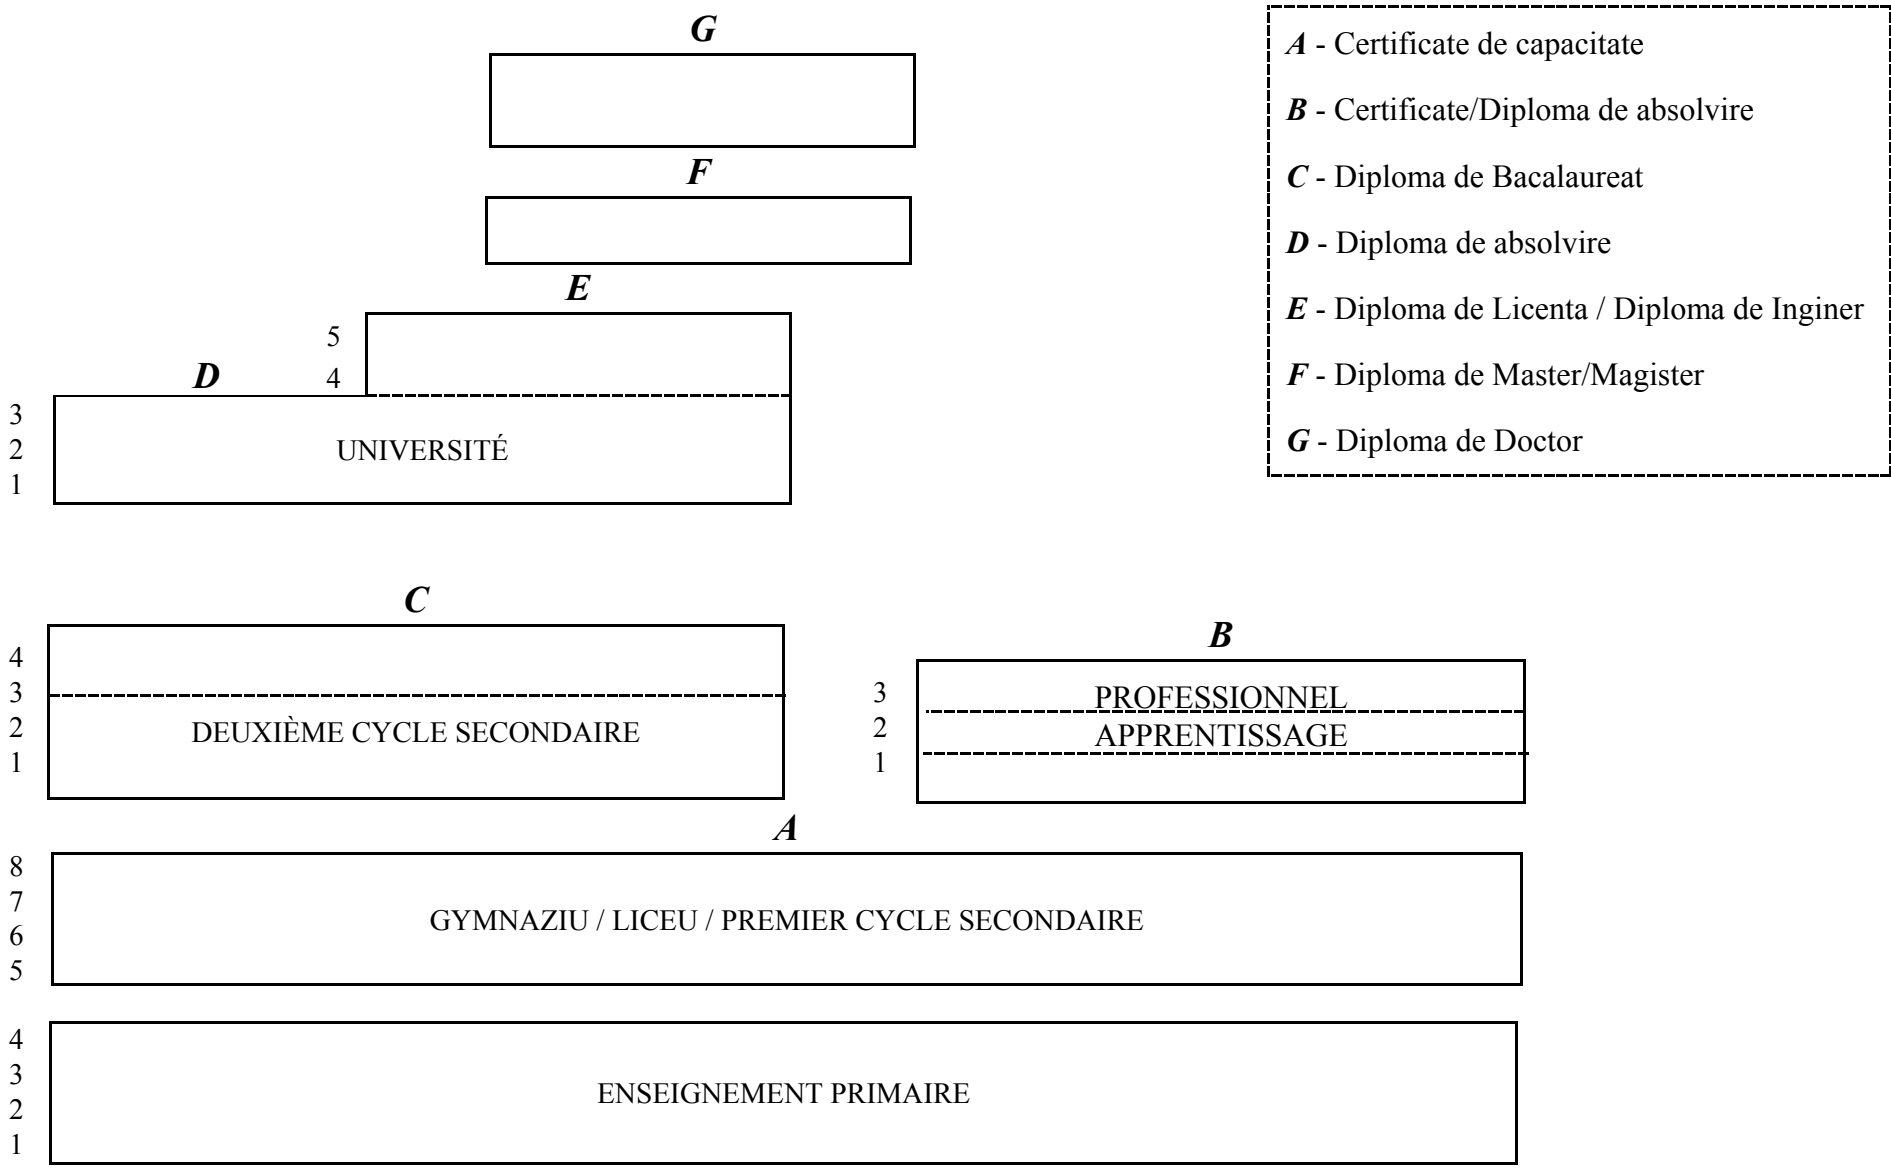 G
F
E
5
D
4
3
2
UNIVERSITÉ
1
A - Certificate de capacitate
B - Certificate/Diploma de absolvire
C - Diploma de Bacalaureat
D - Diploma de absolvire
E - Diploma de Licenta / Diploma de Inginer
F - Diploma de Master/Magister
G - Diploma de Doctor
C
4
3
2
DEUXIÈME CYCLE SECONDAIRE
1
B
3
PROFESSIONNEL
2
APPRENTISSAGE
1
A
8
7
GYMNAZIU / LICEU / PREMIER CYCLE SECONDAIRE
6
5
4
3
ENSEIGNEMENT PRIMAIRE
2
1